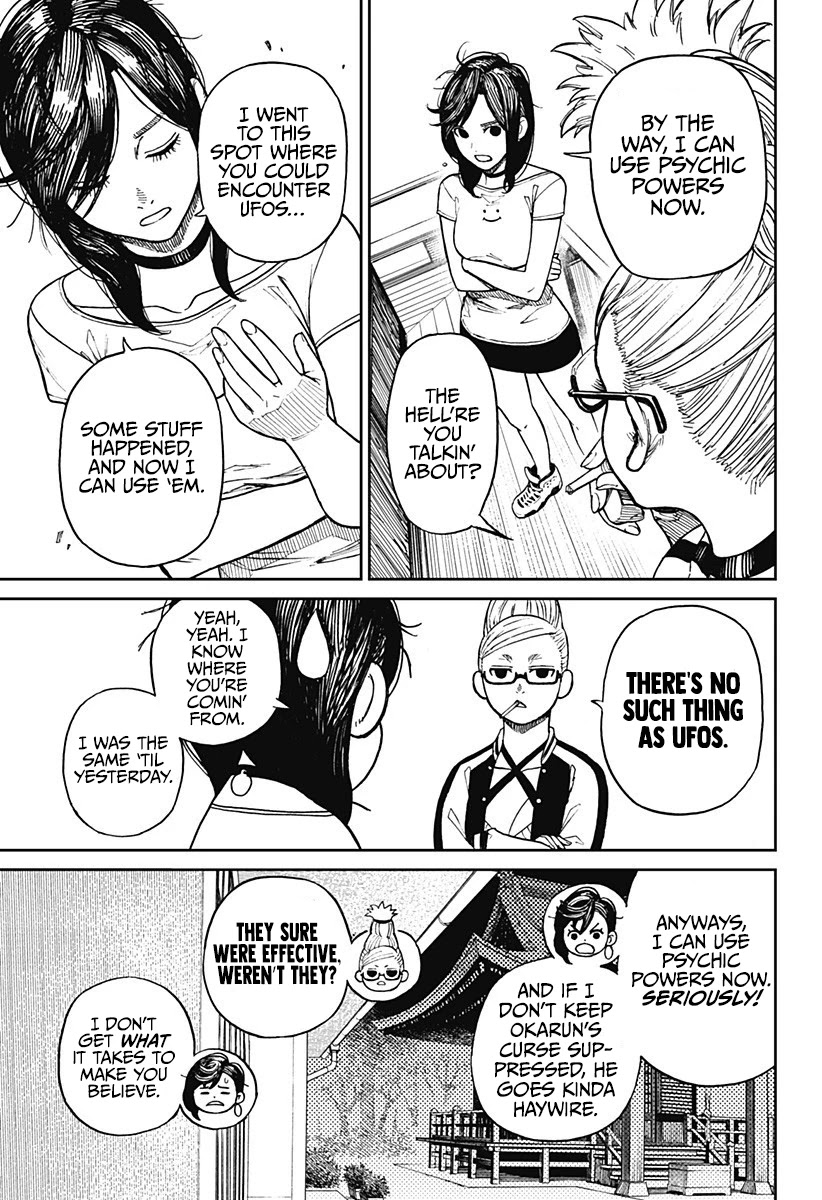 BY THE
WAY, I CAN
USE PSYCHIC
POWERS
NOW.
THE
HELL'RE
YOU
TALKIN'
ABOUT?
I WENT
TO THIS
SPOT WHERE
YOU COULD
ENCOUNTER
UFOS...
SOME STUFF
HAPPENED,
AND NOW I
CAN USE 'EM.
THERE'S NO
SUCH THING
AS UFOS.
YEAH,
YEAH. I
KNOW
WHERE
YOU'RE
COMIN'
FROM.
I WAS THE
SAME 'TIL
YESTERDAY.
ANYWAYS,
I CAN USE
PSYCHIC
POWERS NOW.
SERIOUSLY!
AND IF I
DON'T KEEP
OKARUN'S
CURSE SUP-
PRESSED, HE
GOES KINDA
HAYWIRE.
THEY SURE
WERE EFFECTIVE,
WEREN'T THEY?
I DON'T
GET WHAT
IT TAKES TO
MAKE YOU
BELIEVE.